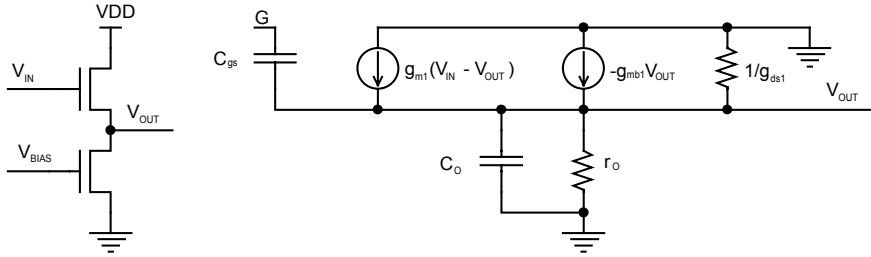 VDD
V_IN
V_OUT
V_BIAS
G
C_gs
g_m1(V_IN - V_OUT)
-g_mb1V_OUT
1/g_ds1
V_OUT
C_O
r_O